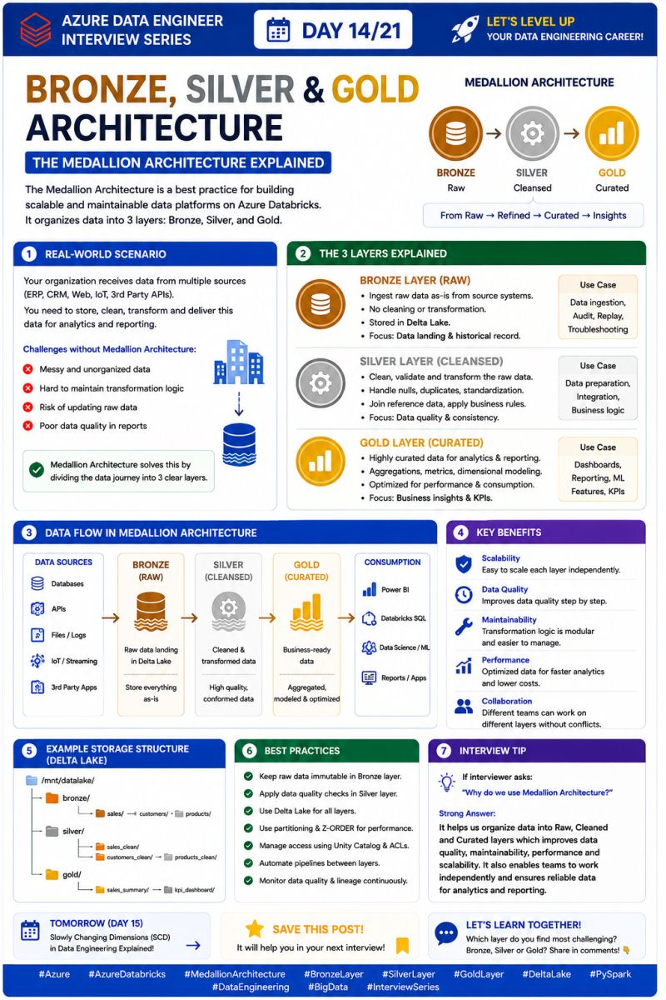 AZURE DATA ENGINEER
INTERVIEW SERIES
DAY 14/21
LET'S LEVEL UP
YOUR DATA ENGINEERING CAREER!
BRONZE, SILVER & GOLD
ARCHITECTURE
THE MEDALLION ARCHITECTURE EXPLAINED
The Medallion Architecture is a best practice for building
scalable and maintainable data platforms on Azure Databricks.
It organizes data into 3 layers: Bronze, Silver, and Gold.
MEDALLION ARCHITECTURE
BRONZE
Raw
SILVER
Cleansed
GOLD
Curated
From Raw → Refined → Curated → Insights
1 REAL-WORLD SCENARIO
Your organization receives data from multiple sources
(ERP, CRM, Web, IoT, 3rd Party APIs).
You need to store, clean, transform and deliver this
data for analytics and reporting.
Challenges without Medallion Architecture:
Messy and unorganized data
Hard to maintain transformation logic
Risk of updating raw data
Poor data quality in reports
Medallion Architecture solves this by
dividing the data journey into 3 clear layers.
2 THE 3 LAYERS EXPLAINED
BRONZE LAYER (RAW)
• Ingest raw data as-is from source systems.
• No cleaning or transformation.
• Stored in Delta Lake.
• Focus: Data landing & historical record.
Use Case
Data ingestion,
Audit, Replay,
Troubleshooting
SILVER LAYER (CLEANSED)
• Clean, validate and transform the raw data.
• Handle nulls, duplicates, standardization.
• Join reference data, apply business rules.
• Focus: Data quality & consistency.
Use Case
Data preparation,
Integration,
Business logic
GOLD LAYER (CURATED)
• Highly curated data for analytics & reporting.
• Aggregations, metrics, dimensional modeling.
• Optimized for performance & consumption.
• Focus: Business insights & KPIs.
Use Case
Dashboards,
Reporting, ML
Features, KPIs
3 DATA FLOW IN MEDALLION ARCHITECTURE
DATA SOURCES
Databases
APIs
Files / Logs
IoT / Streaming
3rd Party Apps
BRONZE
(RAW)
Raw data landing
in Delta Lake
Store everything
as-is
SILVER
(CLEANSED)
Cleaned &
transformed data
High quality,
conformed data
GOLD
(CURATED)
Business-ready
data
Aggregated,
modeled & optimized
CONSUMPTION
Power BI
Databricks SQL
Data Science / ML
Reports / Apps
4 KEY BENEFITS
Scalability
Easy to scale each layer independently.
Data Quality
Improves data quality step by step.
Maintainability
Transformation logic is modular
and easier to manage.
Performance
Optimized data for faster analytics
and lower costs.
Collaboration
Different teams can work on
different layers without conflicts.
5 EXAMPLE STORAGE STRUCTURE
(DELTA LAKE)
/mnt/datalake/
bronze/
sales/ → customers/ → products/
silver/
sales_clean/
customers_clean/ → products_clean/
gold/
sales_summary/ → kpi_dashboard/
6 BEST PRACTICES
Keep raw data immutable in Bronze layer.
Apply data quality checks in Silver layer.
Use Delta Lake for all layers.
Use partitioning & Z-ORDER for performance.
Manage access using Unity Catalog & ACLs.
Automate pipelines between layers.
Monitor data quality & lineage continuously.
7 INTERVIEW TIP
If interviewer asks:
"Why do we use Medallion Architecture?"
Strong Answer:
It helps us organize data into Raw, Cleaned
and Curated layers which improves data
quality, maintainability, performance and
scalability. It also enables teams to work
independently and ensures reliable data
for analytics and reporting.
TOMORROW (DAY 15)
Slowly Changing Dimensions (SCD)
in Data Engineering Explained!
SAVE THIS POST!
It will help you in your next interview!
LET'S LEARN TOGETHER!
Which layer do you find most challenging?
Bronze, Silver or Gold? Share in comments! 👇
#Azure #AzureDatabricks #MedallionArchitecture #BronzeLayer #SilverLayer #GoldLayer #DeltaLake #PySpark
#DataEngineering #BigData #InterviewSeries